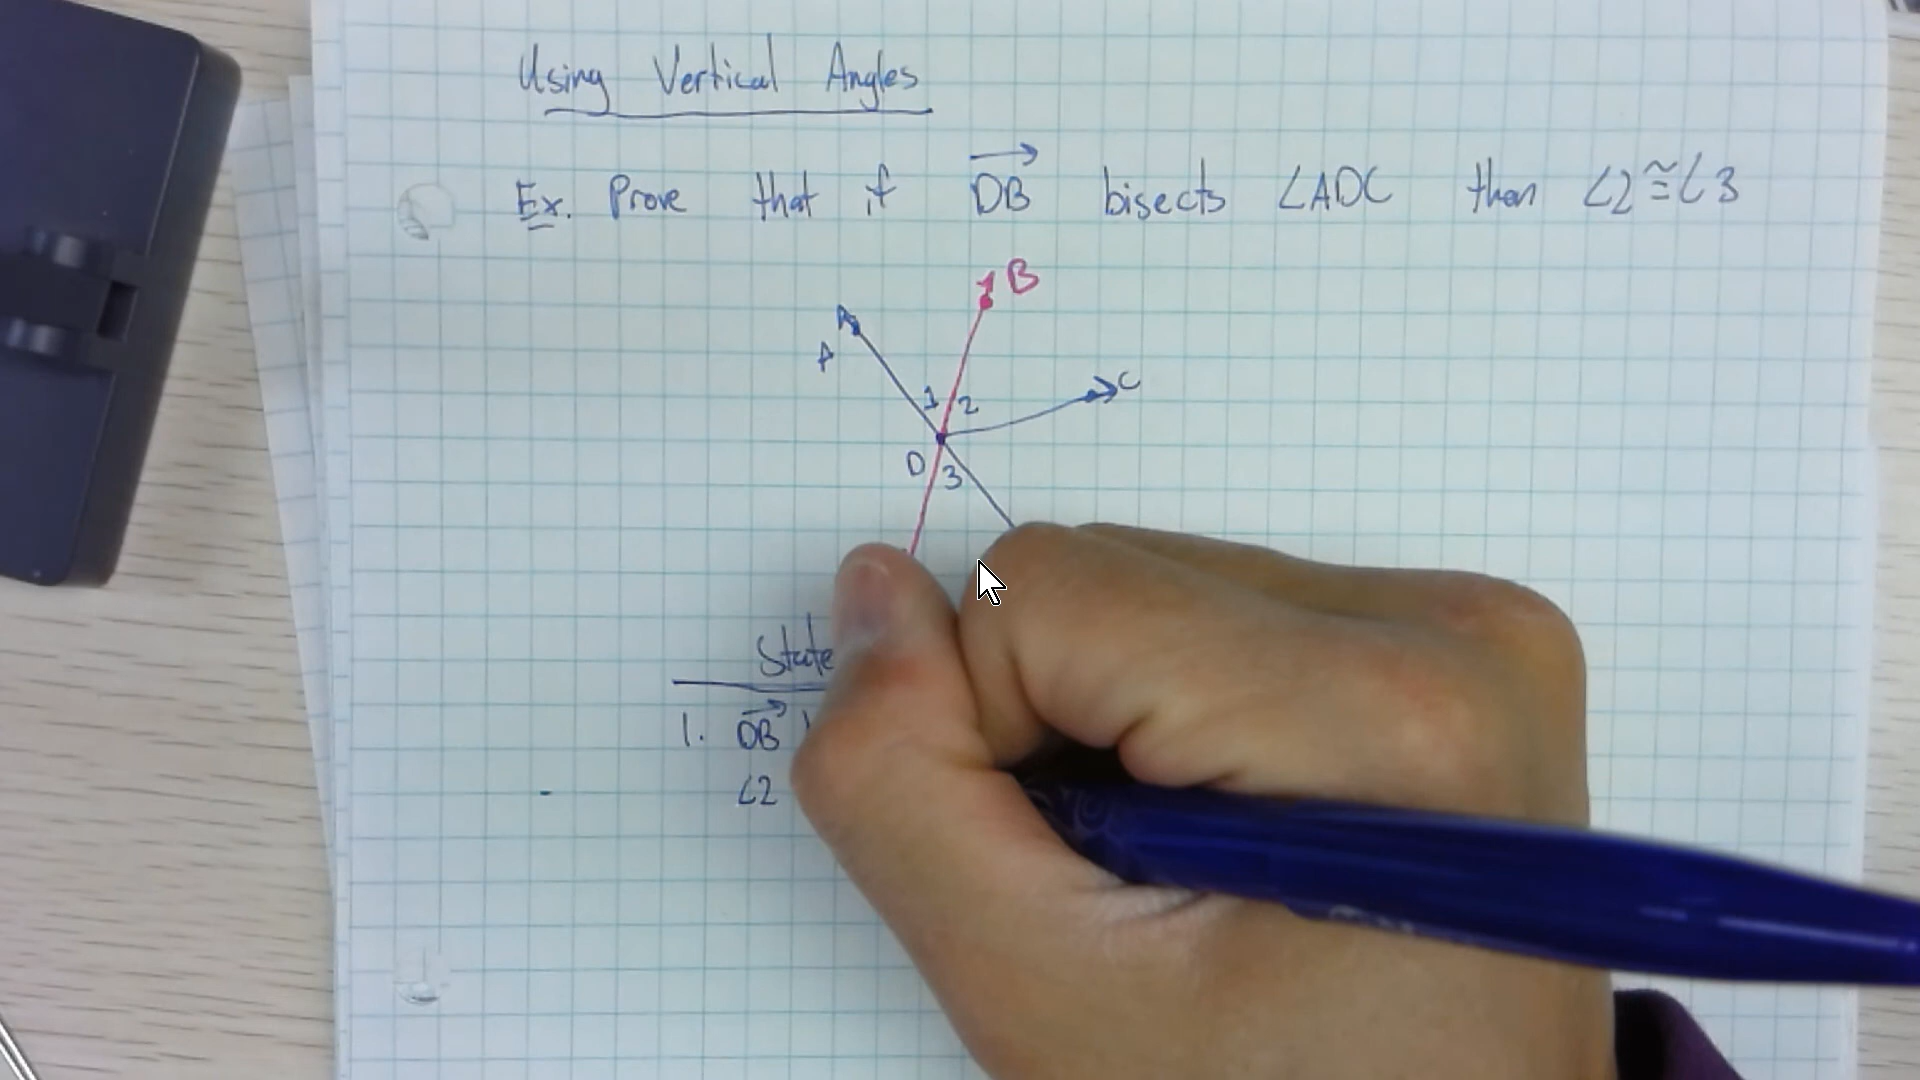 Using Vertical Angles
Ex. Prove that if DB bisects ∠ADC then ∠2≅∠3
B
A
C
1 2
D 3
State
1. DB
∠2